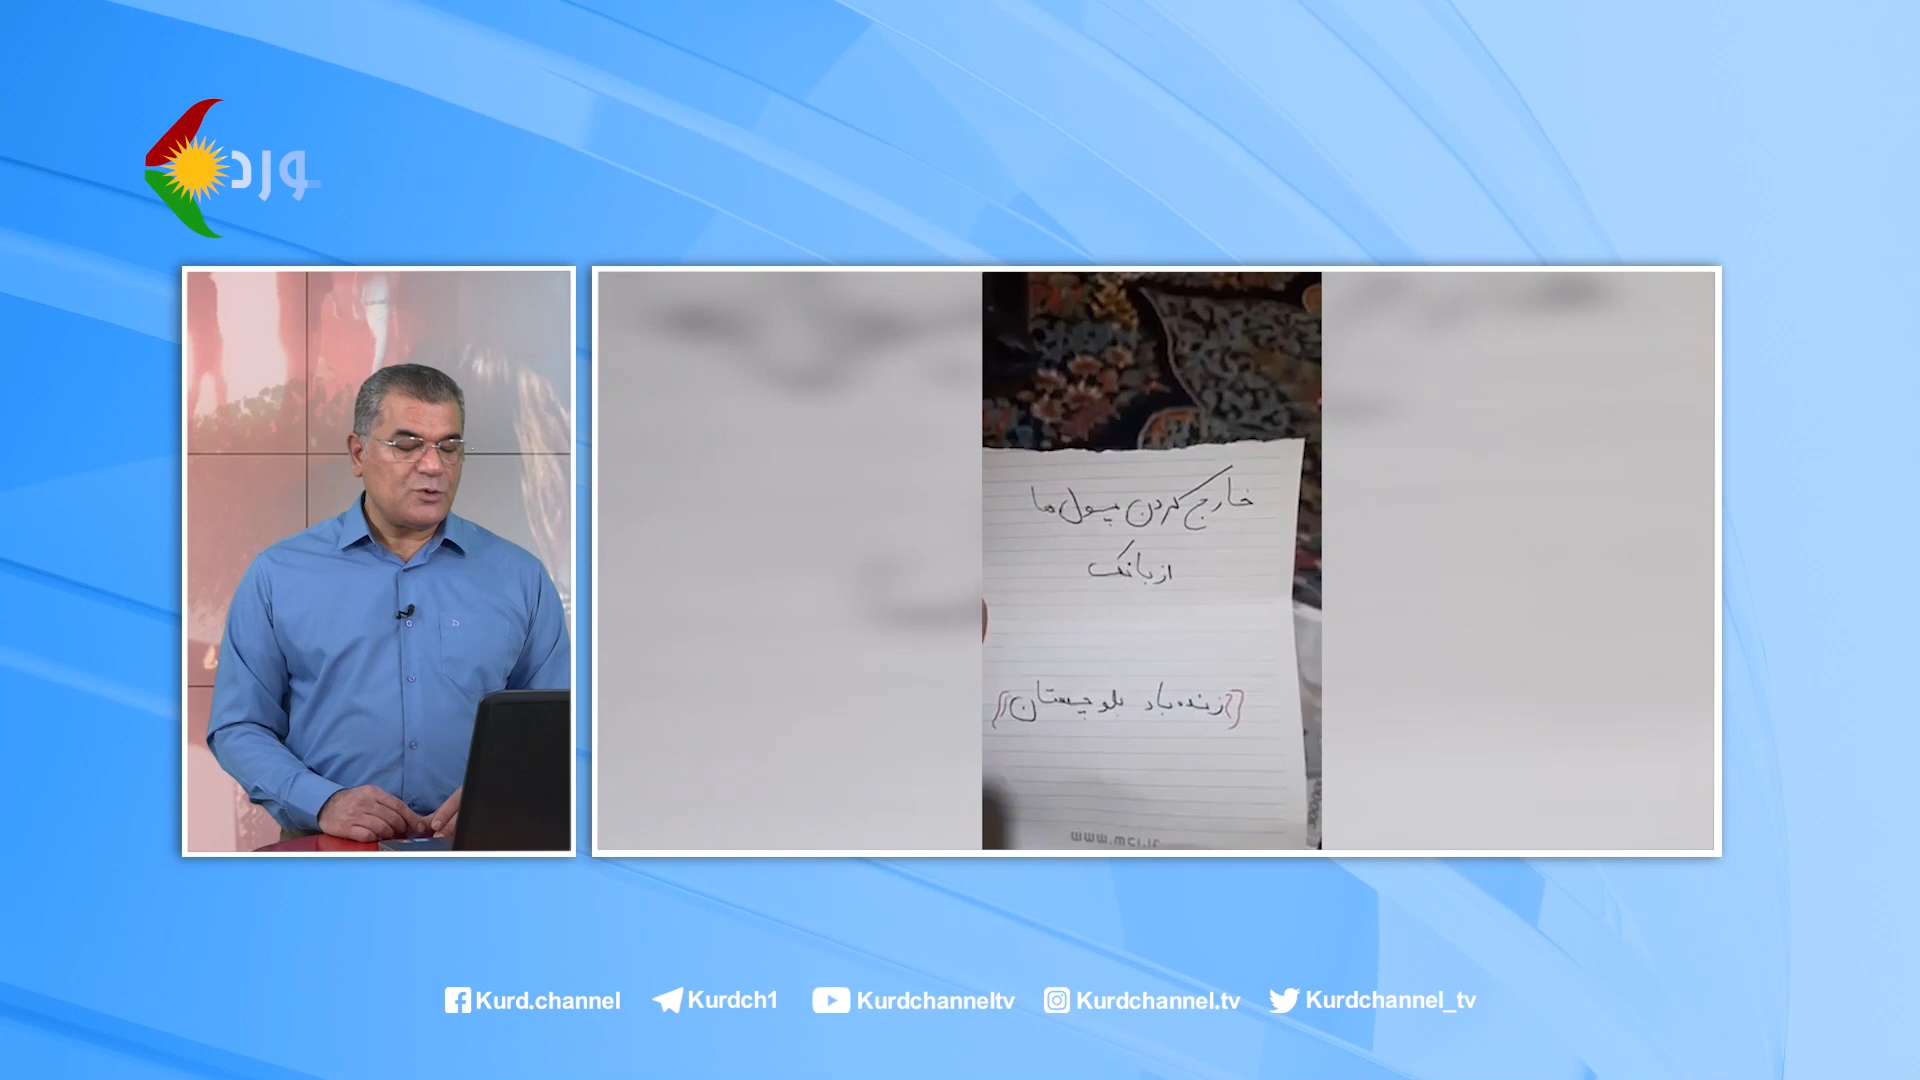 ورد
خارج کردن پول ها
از بانک
{{زنده باد بلوچستان}}
www.mci.ir
Kurd.channel
Kurdch1
Kurdchanneltv
Kurdchannel.tv
Kurdchannel_tv